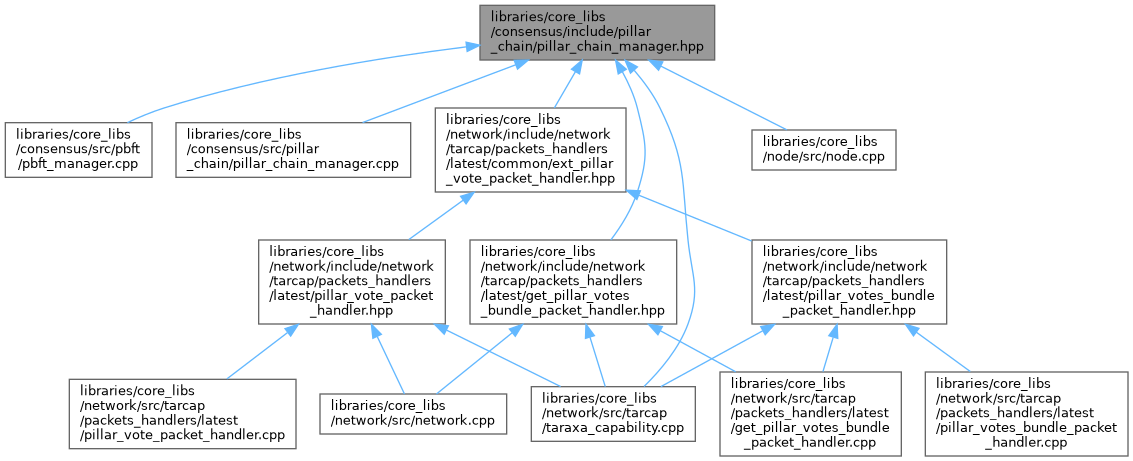 libraries/core_libs
/consensus/include/pillar
_chain/pillar_chain_manager.hpp
libraries/core_libs
/consensus/src/pbft
/pbft_manager.cpp
libraries/core_libs
/consensus/src/pillar
_chain/pillar_chain_manager.cpp
libraries/core_libs
/network/include/network
/tarcap/packets_handlers
/latest/common/ext_pillar
_vote_packet_handler.hpp
libraries/core_libs
/node/src/node.cpp
libraries/core_libs
/network/include/network
/tarcap/packets_handlers
/latest/pillar_vote_packet
_handler.hpp
libraries/core_libs
/network/include/network
/tarcap/packets_handlers
/latest/get_pillar_votes
_bundle_packet_handler.hpp
libraries/core_libs
/network/include/network
/tarcap/packets_handlers
/latest/pillar_votes_bundle
_packet_handler.hpp
libraries/core_libs
/network/src/tarcap
/packets_handlers/latest
/pillar_vote_packet_handler.cpp
libraries/core_libs
/network/src/network.cpp
libraries/core_libs
/network/src/tarcap
/taraxa_capability.cpp
libraries/core_libs
/network/src/tarcap
/packets_handlers/latest
/get_pillar_votes_bundle
_packet_handler.cpp
libraries/core_libs
/network/src/tarcap
/packets_handlers/latest
/pillar_votes_bundle_packet
_handler.cpp